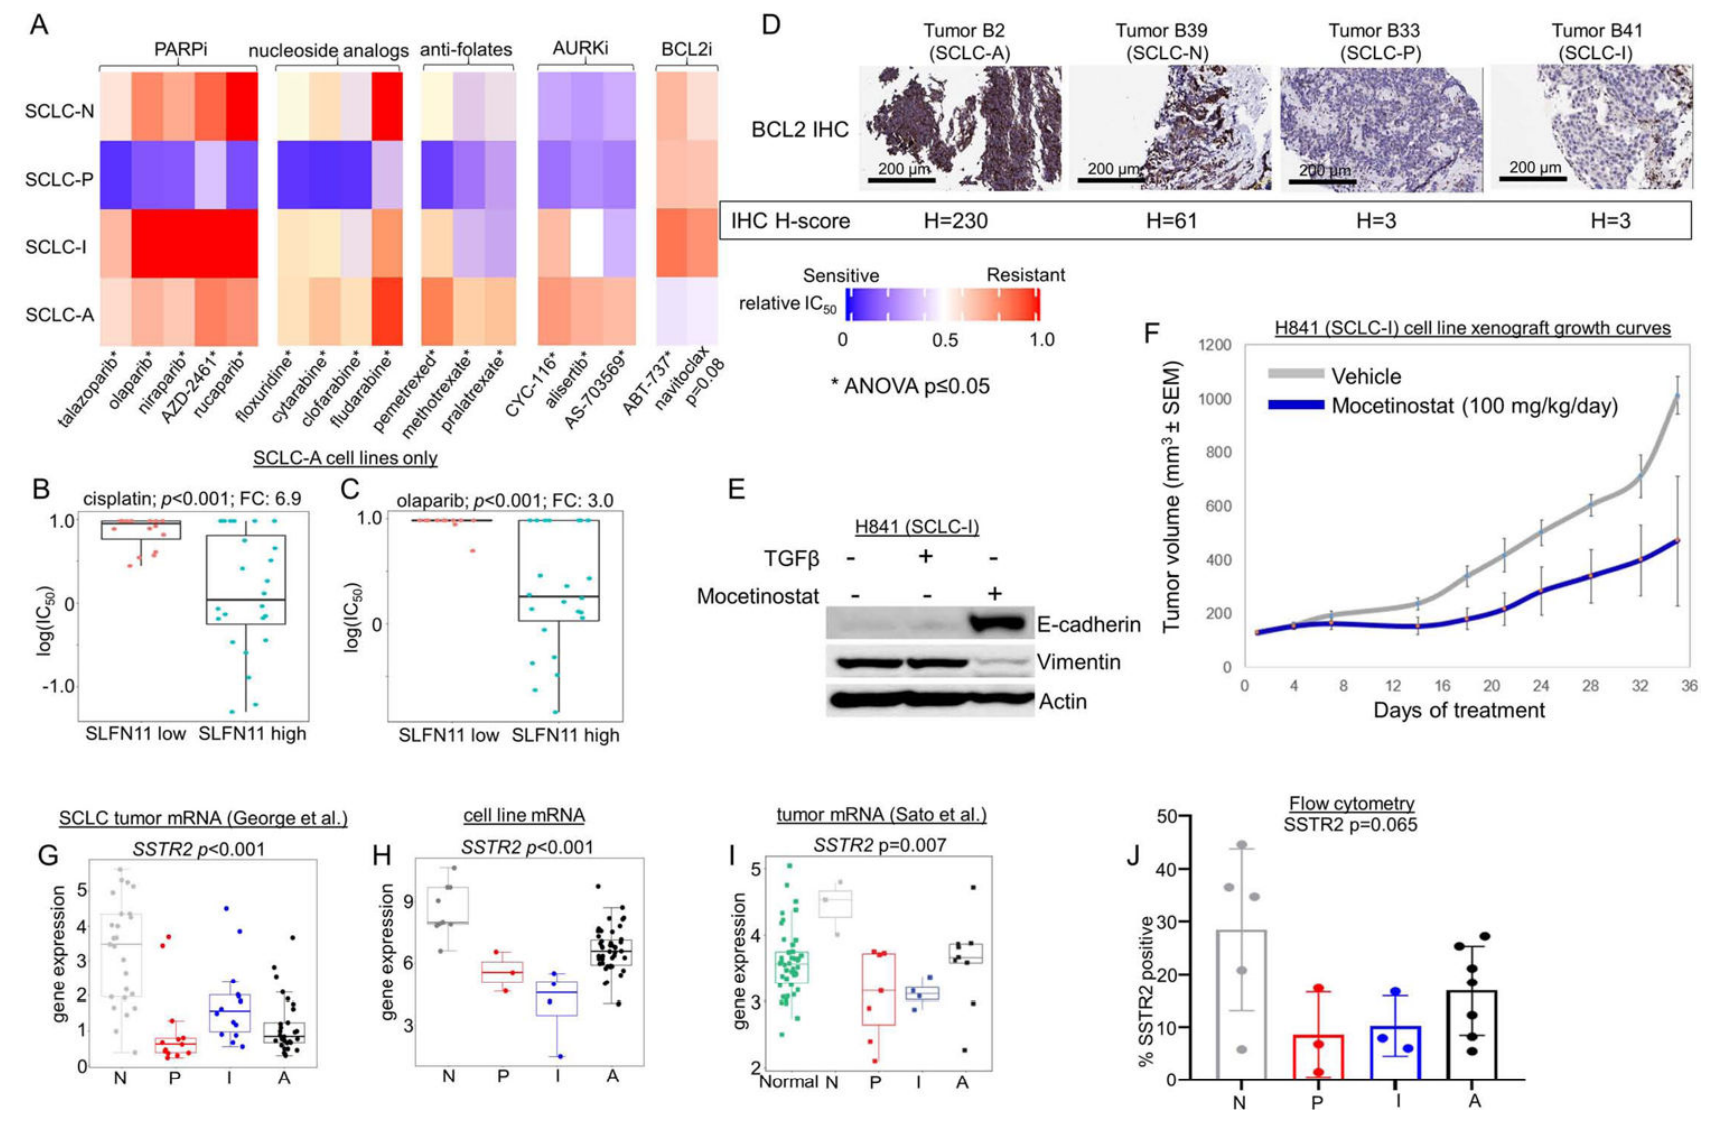 A
PARPi
nucleoside analogs
anti-folates
AURKi
BCL2i
SCLC-N
SCLC-P
SCLC-I
SCLC-A
talazoparib*
olaparib*
niraparib*
AZD-2461*
rucaparib*
floxuridine*
cytarabine*
clofarabine*
fludarabine*
pemetrexed*
methotrexate*
pralatrexate*
CYC-116*
alisertib*
AS-703569*
ABT-737*
navitoclax
p=0.08
D
Tumor B2
(SCLC-A)
Tumor B39
(SCLC-N)
Tumor B33
(SCLC-P)
Tumor B41
(SCLC-I)
BCL2 IHC
200 µm
200 µm
200 µm
200 µm
IHC H-score
H=230
H=61
H=3
H=3
Sensitive
Resistant
relative IC50
0
0.5
1.0
* ANOVA p≤0.05
SCLC-A cell lines only
B
cisplatin; p<0.001; FC: 6.9
log(IC50)
1.0
0
-1.0
SLFN11 low
SLFN11 high
C
olaparib; p<0.001; FC: 3.0
log(IC50)
1.0
0
SLFN11 low
SLFN11 high
E
H841 (SCLC-I)
TGFβ - + -
Mocetinostat - - +
E-cadherin
Vimentin
Actin
F
H841 (SCLC-I) cell line xenograft growth curves
Vehicle
Mocetinostat (100 mg/kg/day)
Tumor volume (mm3 ± SEM)
1200
1000
800
600
400
200
0
0 4 8 12 16 20 24 28 32 36
Days of treatment
G
SCLC tumor mRNA (George et al.)
SSTR2 p<0.001
gene expression
5
4
3
2
1
0
N P I A
H
cell line mRNA
SSTR2 p<0.001
gene expression
9
6
3
N P I A
I
tumor mRNA (Sato et al.)
SSTR2 p=0.007
gene expression
5
4
3
2
Normal N P I A
J
Flow cytometry
SSTR2 p=0.065
% SSTR2 positive
50
40
30
20
10
0
N P I A